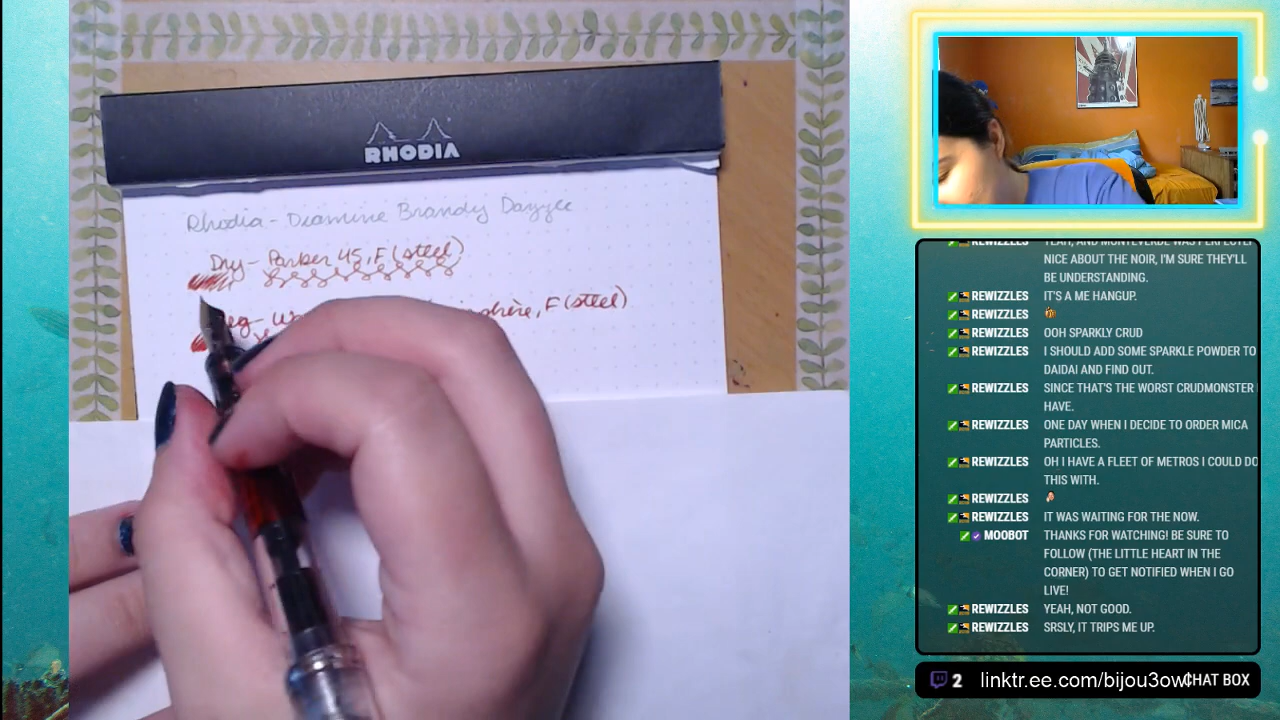 RHODIA
Rhodia - Diamine Brandy Dazzle
Dry - Parker 45, F (steel)
F (steel)
REWIZZLES YEAH, AND MONTEVERDE WAS PERFECTLY
NICE ABOUT THE NOIR, I'M SURE THEY'LL
BE UNDERSTANDING.
REWIZZLES IT'S A ME HANGUP.
REWIZZLES
REWIZZLES OOH SPARKLY CRUD
REWIZZLES I SHOULD ADD SOME SPARKLE POWDER TO
DAIDAI AND FIND OUT.
REWIZZLES SINCE THAT'S THE WORST CRUDMONSTER I
HAVE.
REWIZZLES ONE DAY WHEN I DECIDE TO ORDER MICA
PARTICLES.
REWIZZLES OH I HAVE A FLEET OF METROS I COULD DO
THIS WITH.
REWIZZLES
REWIZZLES IT WAS WAITING FOR THE NOW.
MOOBOT THANKS FOR WATCHING! BE SURE TO
FOLLOW (THE LITTLE HEART IN THE
CORNER) TO GET NOTIFIED WHEN I GO
LIVE!
REWIZZLES YEAH, NOT GOOD.
REWIZZLES SRSLY, IT TRIPS ME UP.
2 linktr.ee.com/bijou3owl CHAT BOX